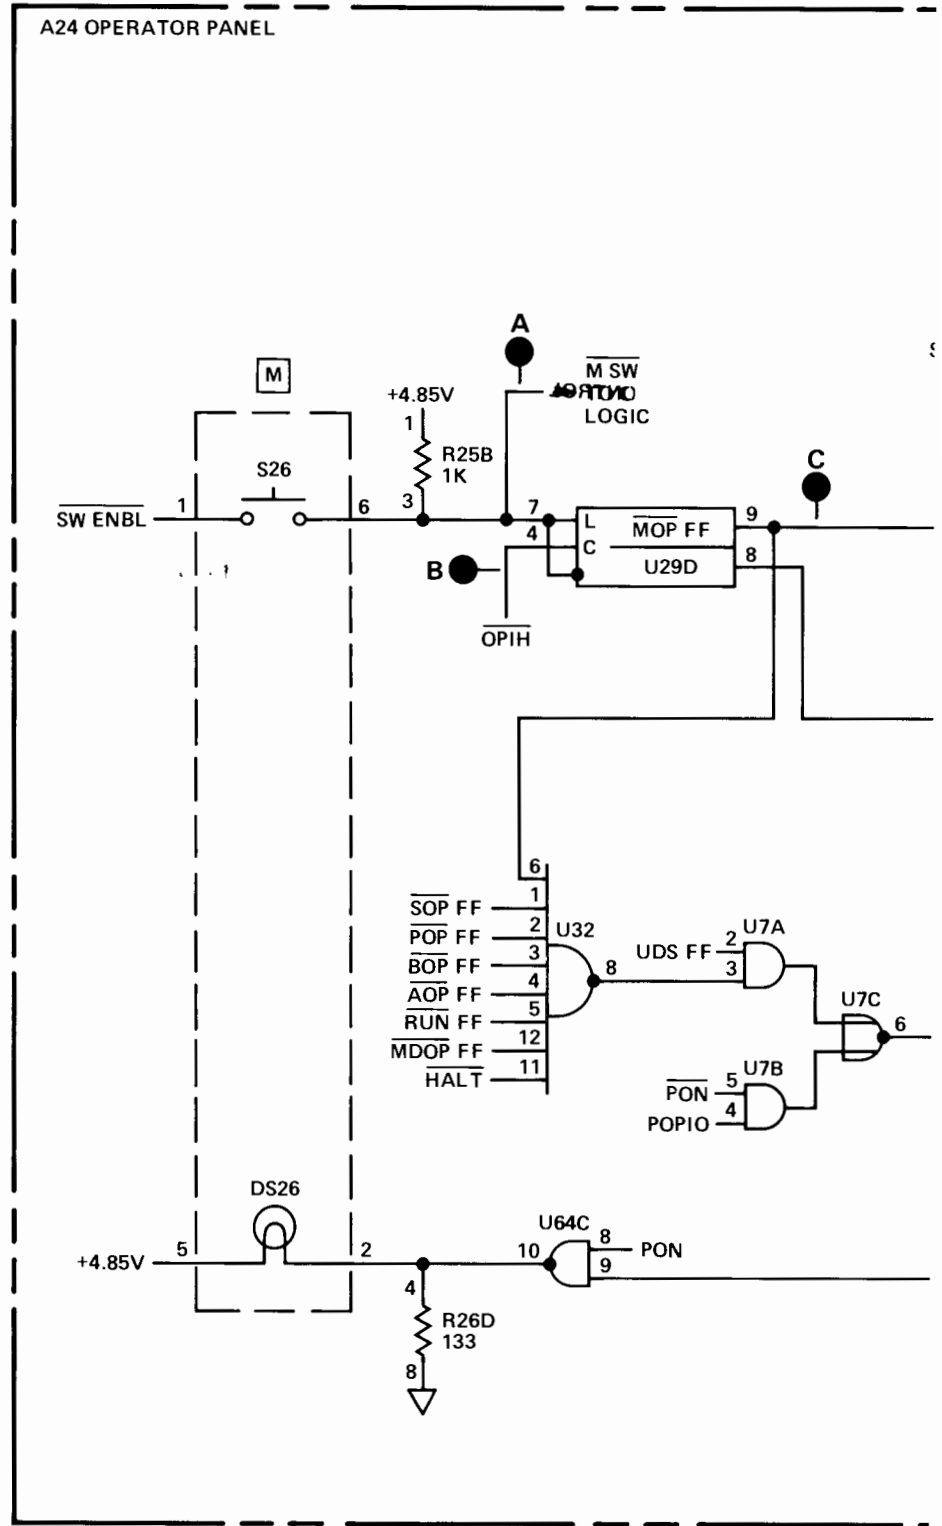 A24 OPERATOR PANEL
A
M SW
LOGIC
M
+4.85V
1
R25B
1K
3
S26
SW ENBL
1
6
7
L
MOP FF
9
C
4
C
U29D
8
B
OPIH
6
SOP FF
1
POP FF
2
U32
BOP FF
3
AOP FF
4
8
RUN FF
5
MDOP FF
12
HALT
11
UDS FF
2
U7A
3
U7C
6
U7B
PON
5
POPIO
4
DS26
+4.85V
5
2
U64C
10
8
PON
9
4
R26D
133
8